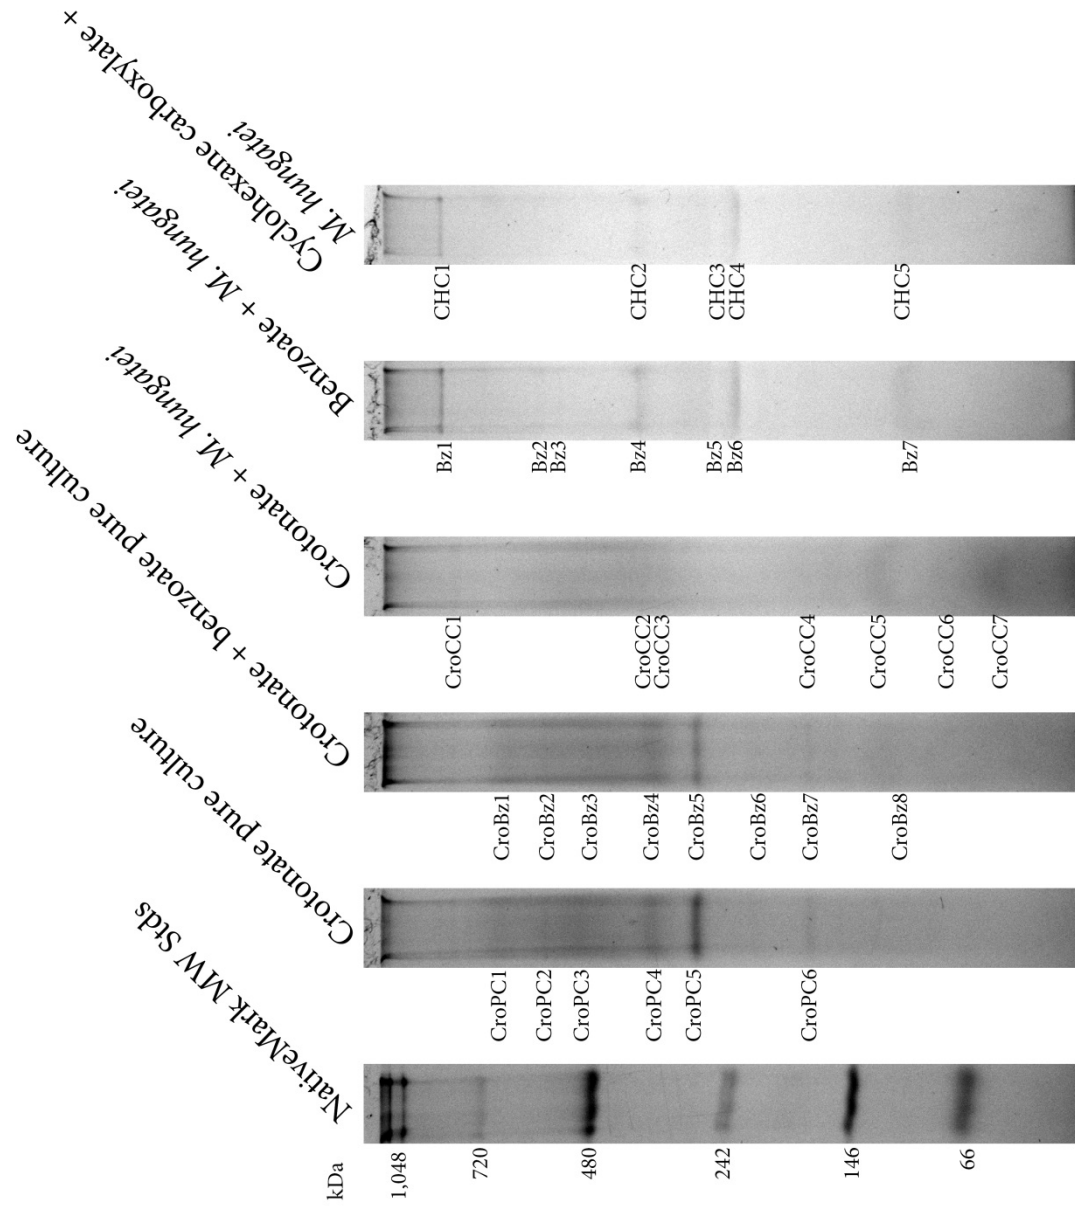 kDa
1,048
720
480
242
146
66
NativeMark MW Stds
Crotonate pure culture
CroPC1
CroPC2
CroPC3
CroPC4
CroPC5
CroPC6
Crotonate + benzoate pure culture
CroBz1
CroBz2
CroBz3
CroBz4
CroBz5
CroBz6
CroBz7
CroBz8
Crotonate + M. hungatei
CroCC1
CroCC2
CroCC3
CroCC4
CroCC5
CroCC6
CroCC7
Benzoate + M. hungatei
Bz1
Bz2
Bz3
Bz4
Bz5
Bz6
Bz7
Cyclohexane carboxylate +
M. hungatei
CHC1
CHC2
CHC3
CHC4
CHC5